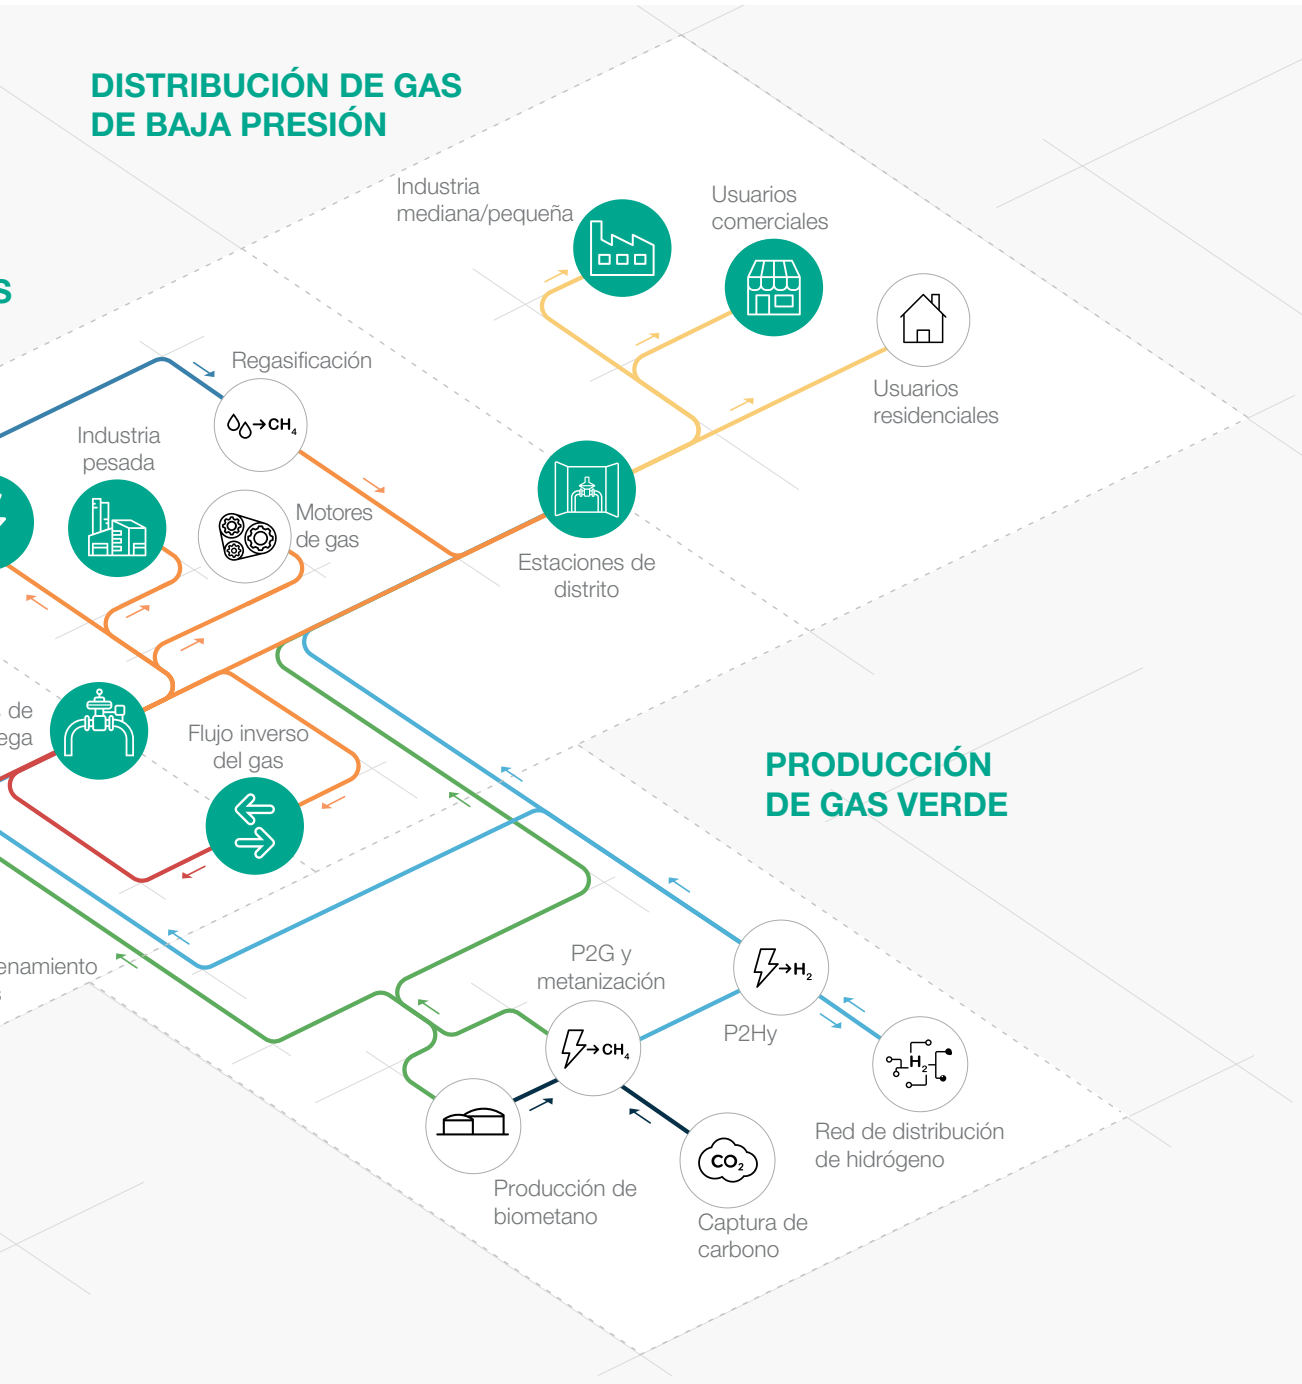 DISTRIBUCIÓN DE GAS
DE BAJA PRESIÓN
Industria
mediana/pequeña
Usuarios
comerciales
S
Usuarios
residenciales
Regasificación
CH4
Industria
pesada
Motores
de gas
Estaciones de
distrito
de
Flujo inverso
del gas
PRODUCCIÓN
DE GAS VERDE
P2G y
metanización
H2
P2Hy
CH4
H2
Red de distribución
de hidrógeno
CO2
Producción de
biometano
Captura de
carbono